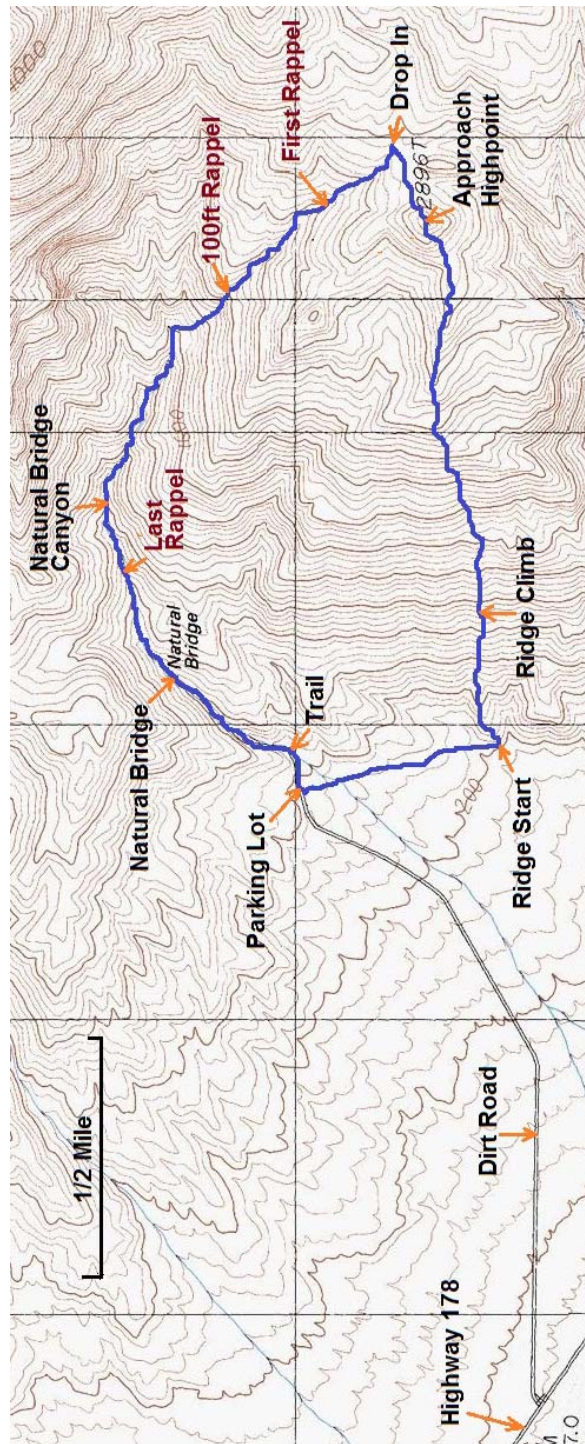 1/2 Mile
Natural Bridge
Canyon
Last
Rappel
Natural Bridge
Natural
Bridge
100ft Rappel
First Rappel
Parking Lot
Trail
Drop In
2896T
Approach
Highpoint
200
Highway 178
Dirt Road
Ridge Start
Ridge Climb